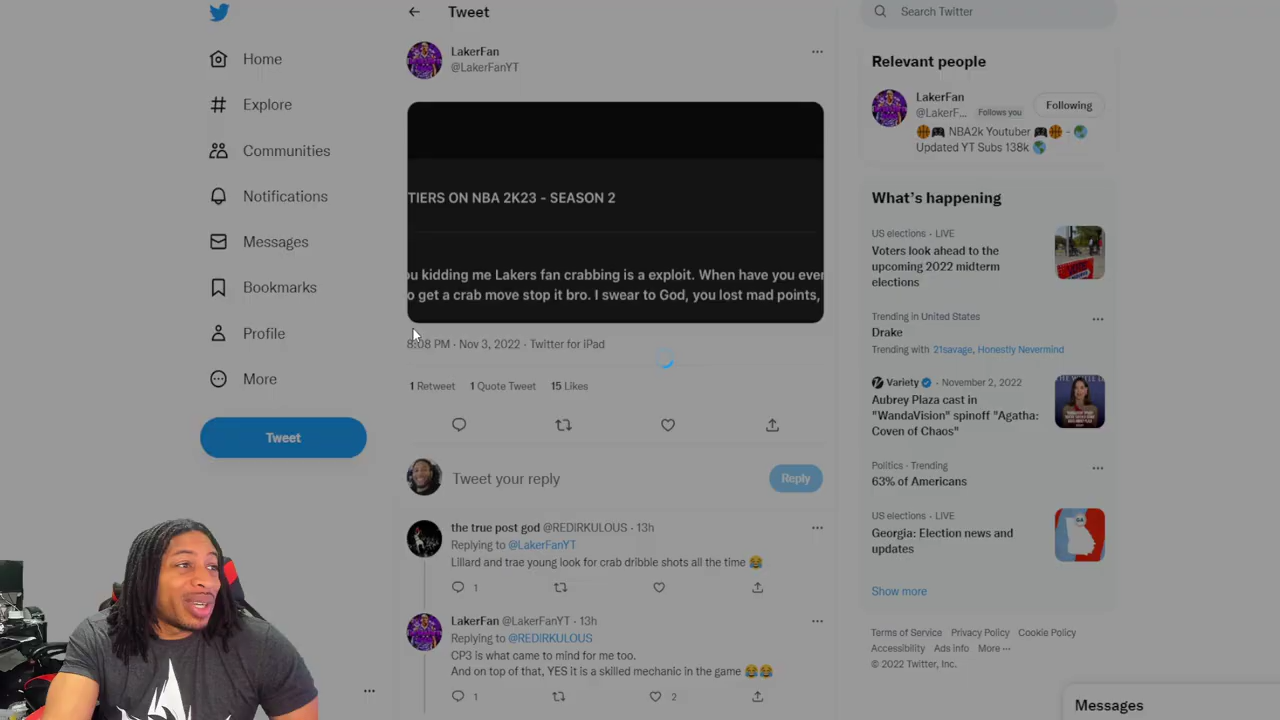 Tweet
Search Twitter
Home
Explore
Communities
Notifications
Messages
Bookmarks
Profile
More
Tweet
LakerFan
@LakerFanYT
TIERS ON NBA 2K23 - SEASON 2
u kidding me Lakers fan crabbing is a exploit. When have you ever
o get a crab move stop it bro. I swear to God, you lost mad points,
8:08 PM · Nov 3, 2022 · Twitter for iPad
1 Retweet 1 Quote Tweet 15 Likes
Tweet your reply
Reply
the true post god @REDIRKULOUS · 13h
Replying to @LakerFanYT
Lillard and trae young look for crab dribble shots all the time 😂
1
LakerFan @LakerFanYT · 13h
Replying to @REDIRKULOUS
CP3 is what came to mind for me too.
And on top of that, YES it is a skilled mechanic in the game 😂😂
1 2
Relevant people
LakerFan
@LakerF... Follows you
Following
🏀🎮 NBA2k Youtuber 🎮🏀 - 🌎
Updated YT Subs 138k 🌎
What's happening
US elections · LIVE
Voters look ahead to the
upcoming 2022 midterm
elections
Trending in United States
Drake
Trending with 21savage, Honestly Nevermind
Variety · November 2, 2022
Aubrey Plaza cast in
"WandaVision" spinoff "Agatha:
Coven of Chaos"
Politics · Trending
63% of Americans
US elections · LIVE
Georgia: Election news and
updates
Show more
Terms of Service Privacy Policy Cookie Policy
Accessibility Ads info More ···
© 2022 Twitter, Inc.
Messages